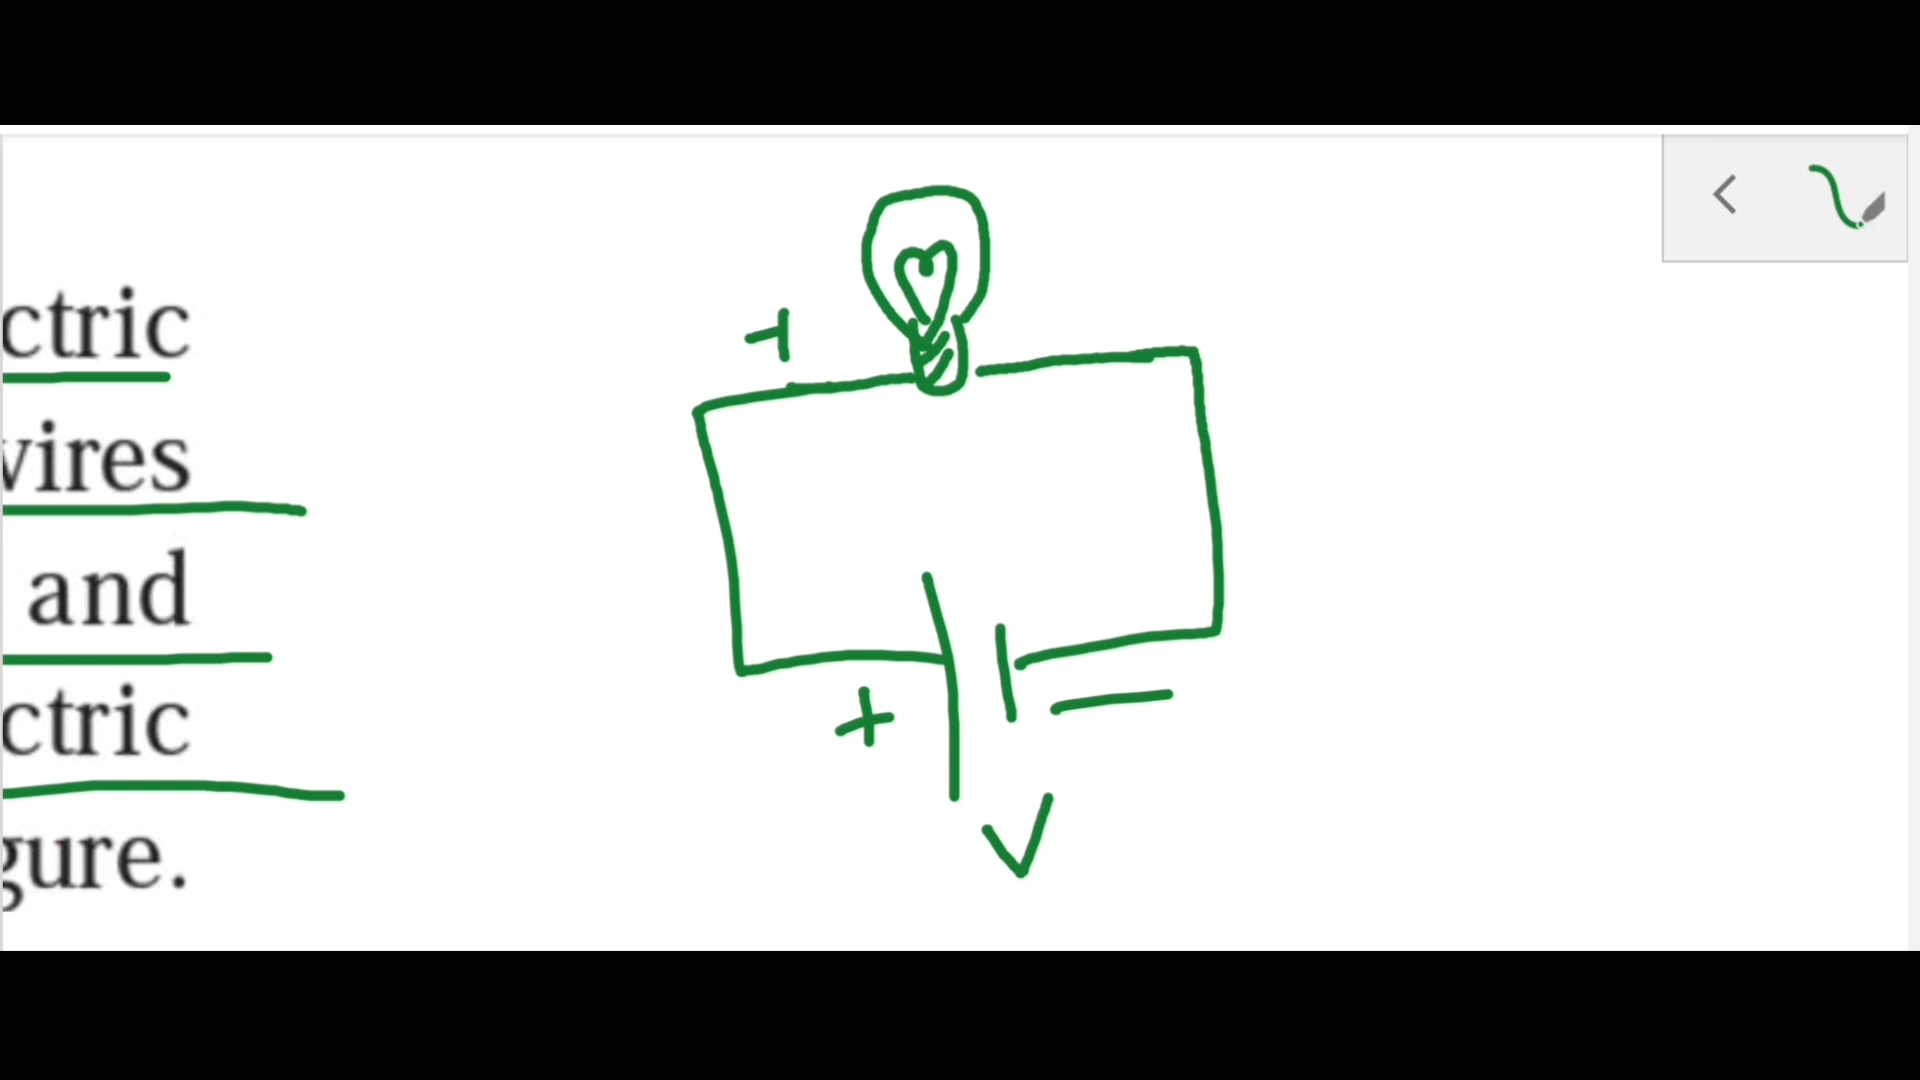 ctric
vires
and
ctric
gure.
+
+
V